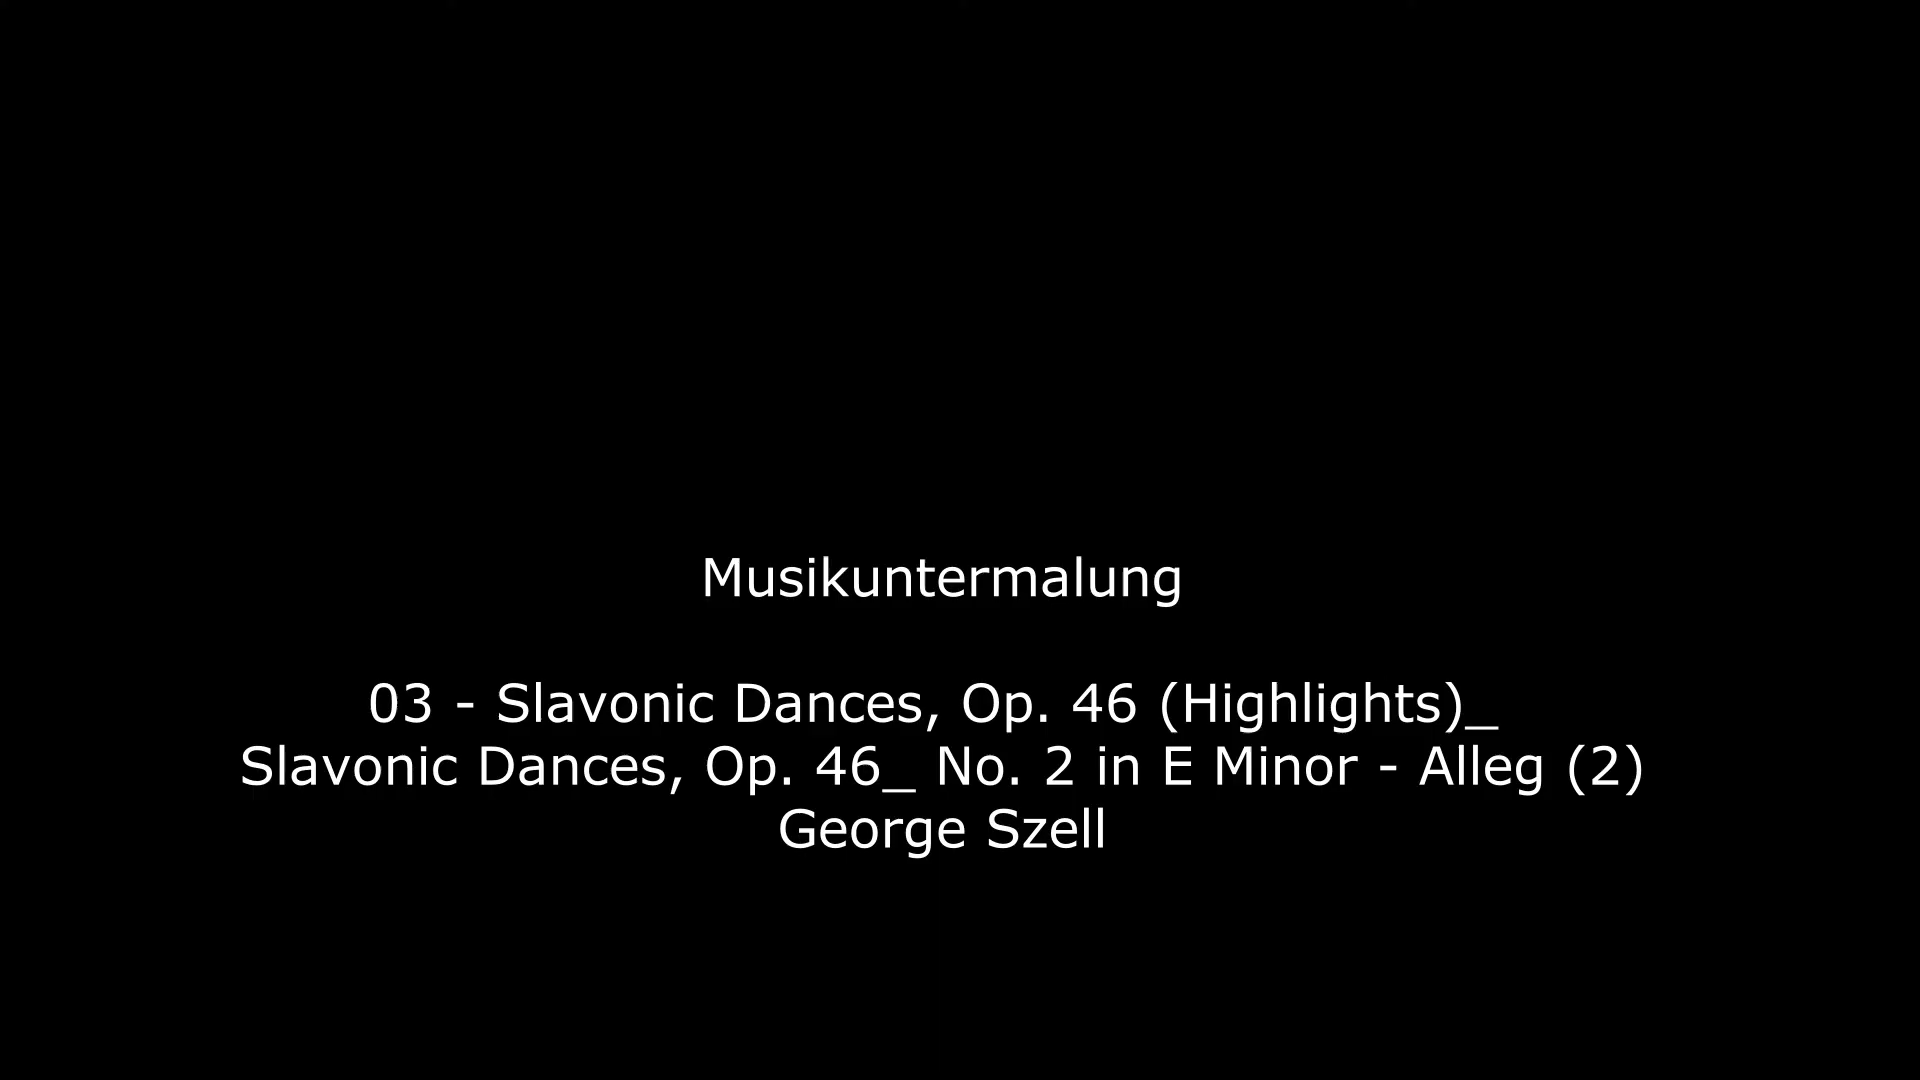 Musikuntermalung
03 - Slavonic Dances, Op. 46 (Highlights)_
Slavonic Dances, Op. 46_ No. 2 in E Minor - Alleg (2)
George Szell